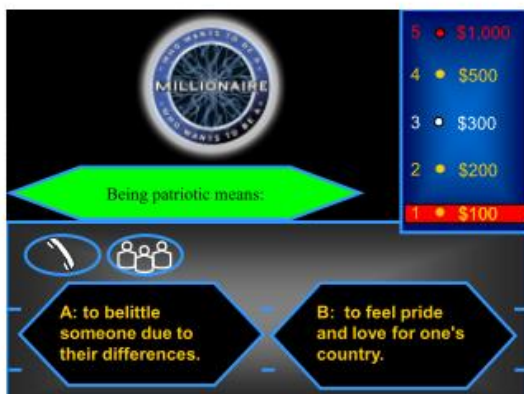 WHO WANTS TO BE A
MILLIONAIRE
WHO WANTS TO BE A
Being patriotic means:
5 $1,000
4 $500
3 $300
2 $200
1 $100
A: to belittle
someone due to
their differences.
B: to feel pride
and love for one's
country.